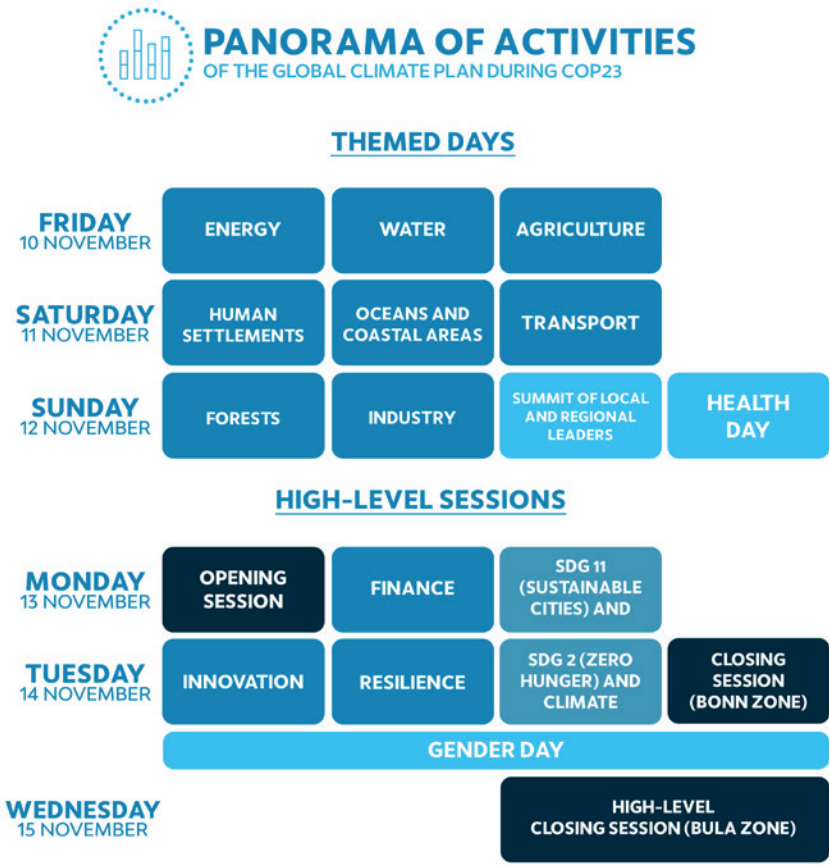 PANORAMA OF ACTIVITIES
OF THE GLOBAL CLIMATE PLAN DURING COP23
THEMED DAYS
FRIDAY
10 NOVEMBER
ENERGY
WATER
AGRICULTURE
SATURDAY
11 NOVEMBER
HUMAN
SETTLEMENTS
OCEANS AND
COASTAL AREAS
TRANSPORT
SUNDAY
12 NOVEMBER
FORESTS
INDUSTRY
SUMMIT OF LOCAL
AND REGIONAL
LEADERS
HEALTH
DAY
HIGH-LEVEL SESSIONS
MONDAY
13 NOVEMBER
OPENING
SESSION
FINANCE
SDG 11
(SUSTAINABLE
CITIES) AND
TUESDAY
14 NOVEMBER
INNOVATION
RESILIENCE
SDG 2 (ZERO
HUNGER) AND
CLIMATE
CLOSING
SESSION
(BONN ZONE)
GENDER DAY
WEDNESDAY
15 NOVEMBER
HIGH-LEVEL
CLOSING SESSION (BULA ZONE)